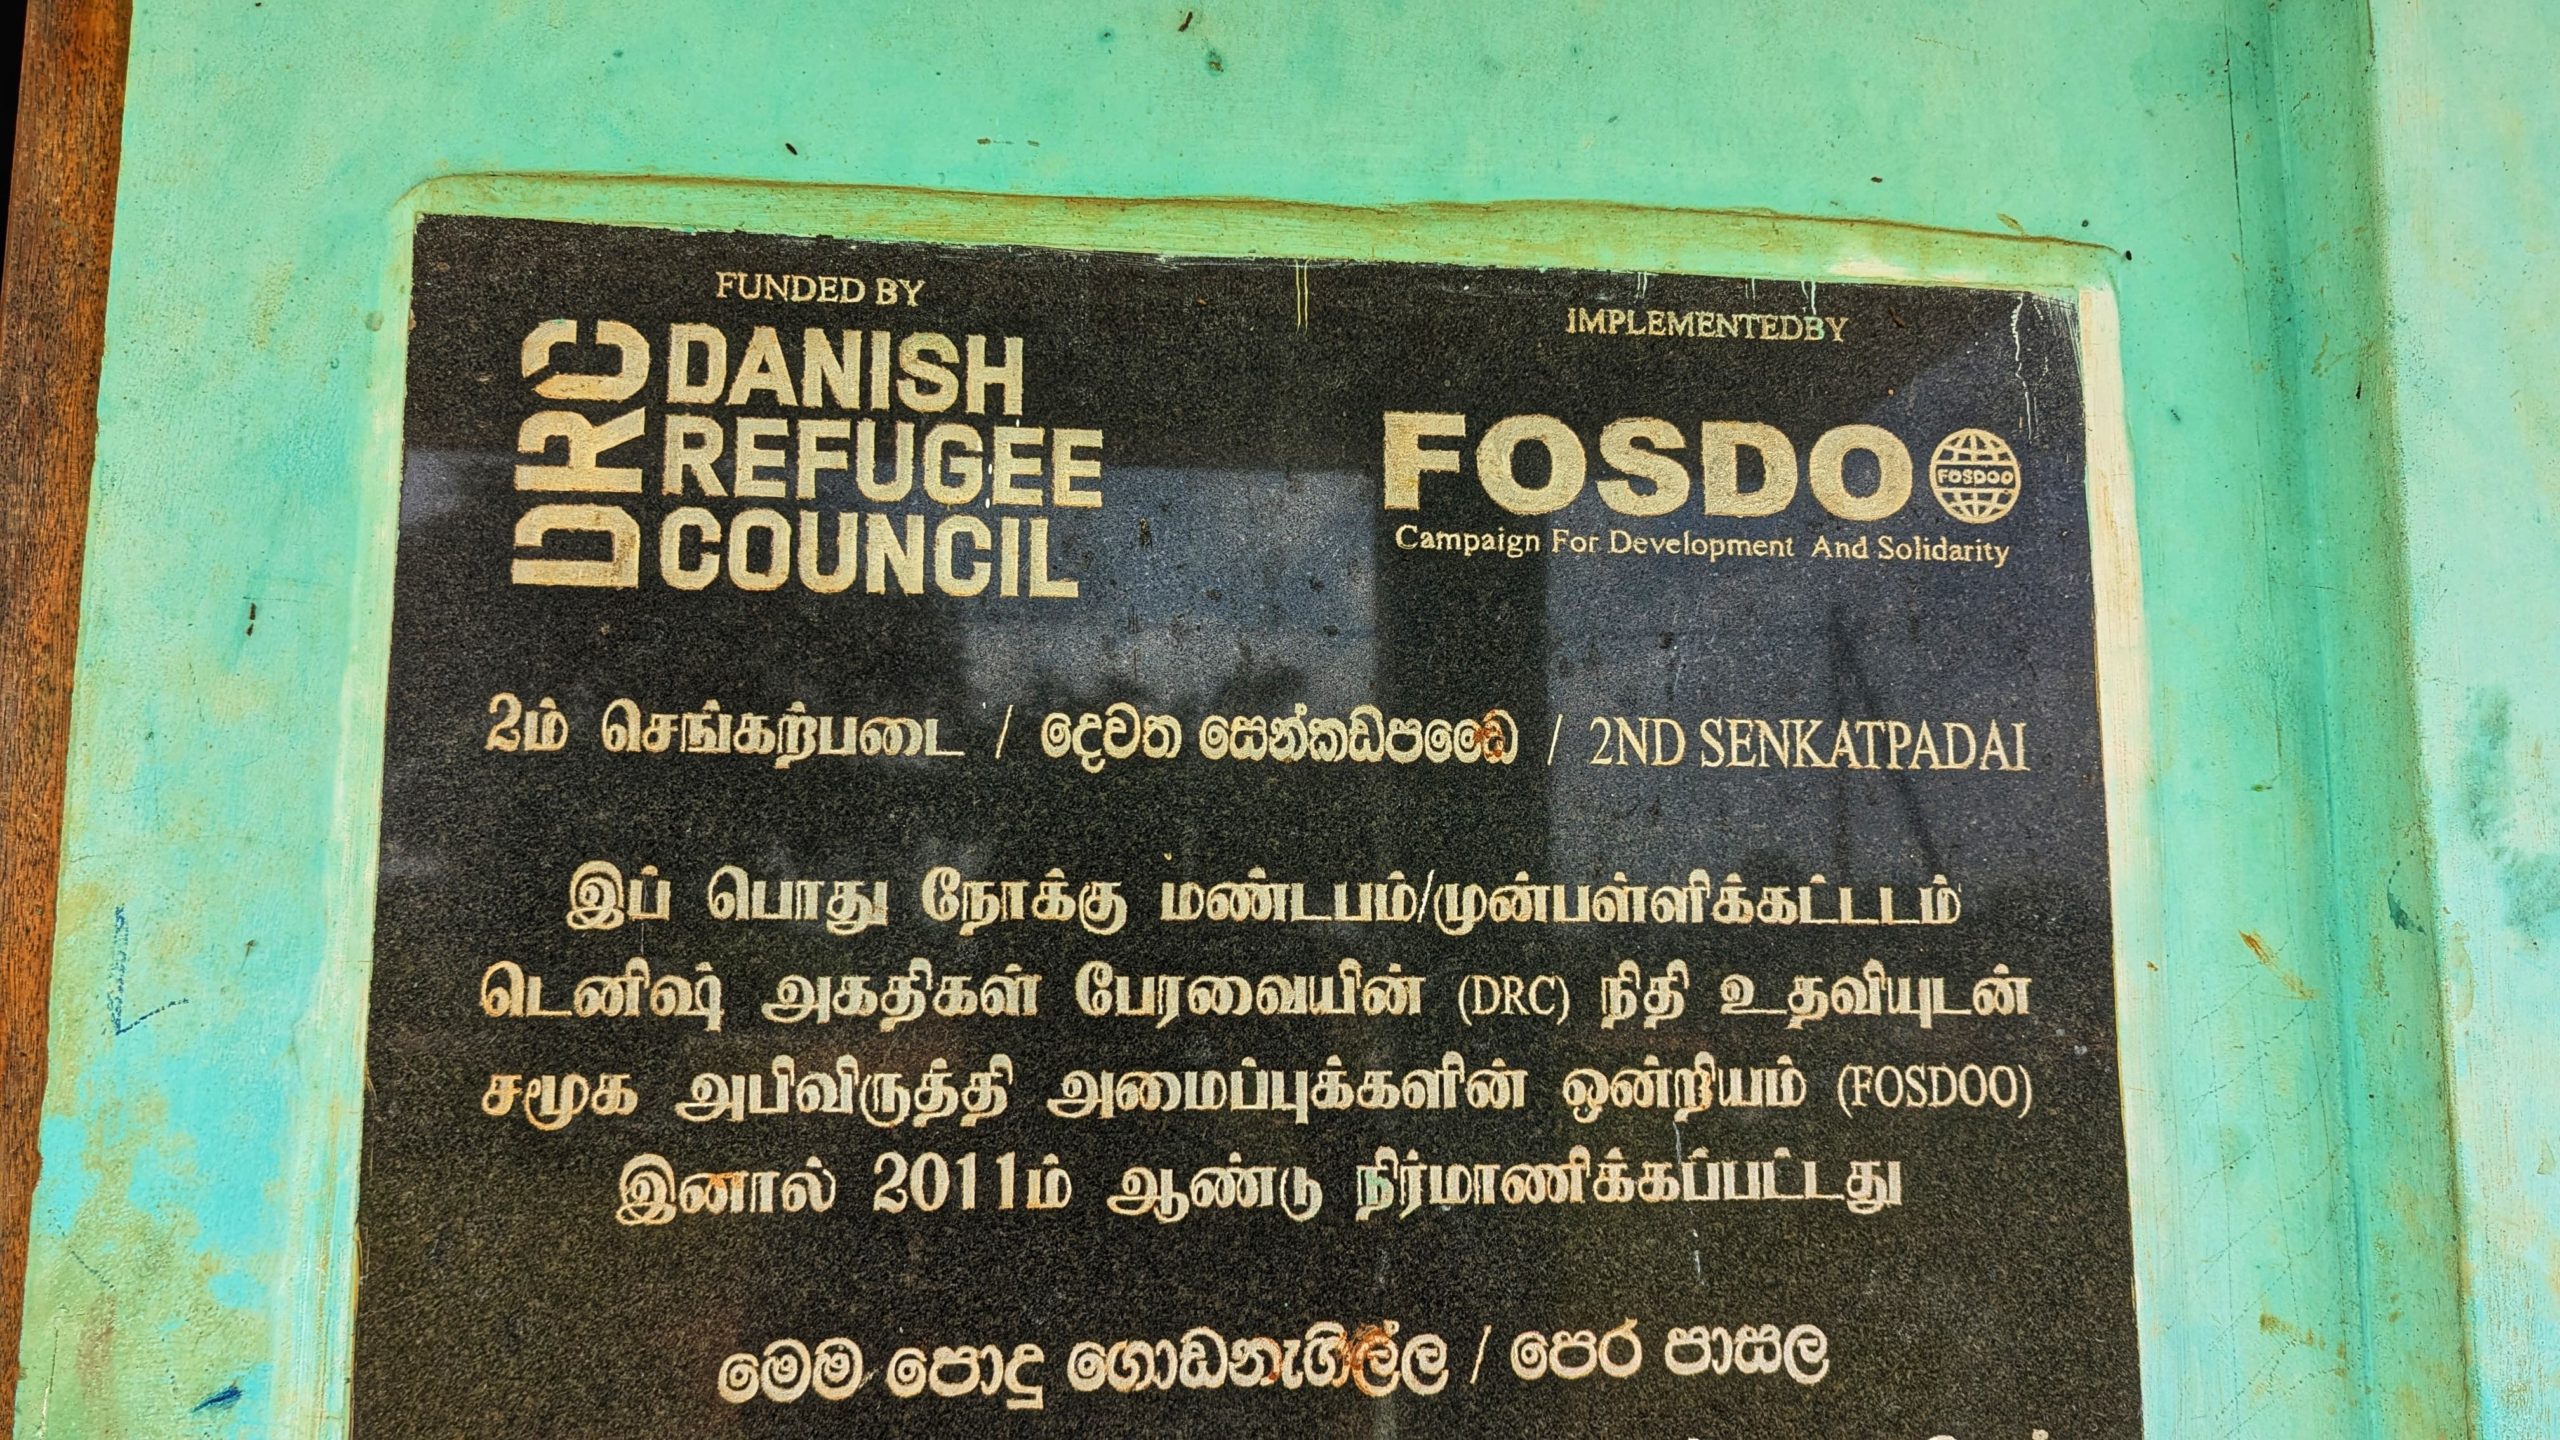 FUNDED BY
DRC DANISH
REFUGEE
COUNCIL
IMPLEMENTEDBY
FOSDO FOSDOO
Campaign For Development And Solidarity
2ம் செங்கற்படை / දෙවන සෙන්කඩපඩෛ / 2ND SENKATPADAI
இப் பொது நோக்கு மண்டபம்/முன்பள்ளிக்கட்டடம்
டெனிஷ் அகதிகள் பேரவையின் (DRC) நிதி உதவியுடன்
சமூக அபிவிருத்தி அமைப்புக்களின் ஒன்றியம் (FOSDOO)
இனால் 2011ம் ஆண்டு நிர்மாணிக்கப்பட்டது
මෙම පොදු ගොඩනැගිල්ල / පෙර පාසල